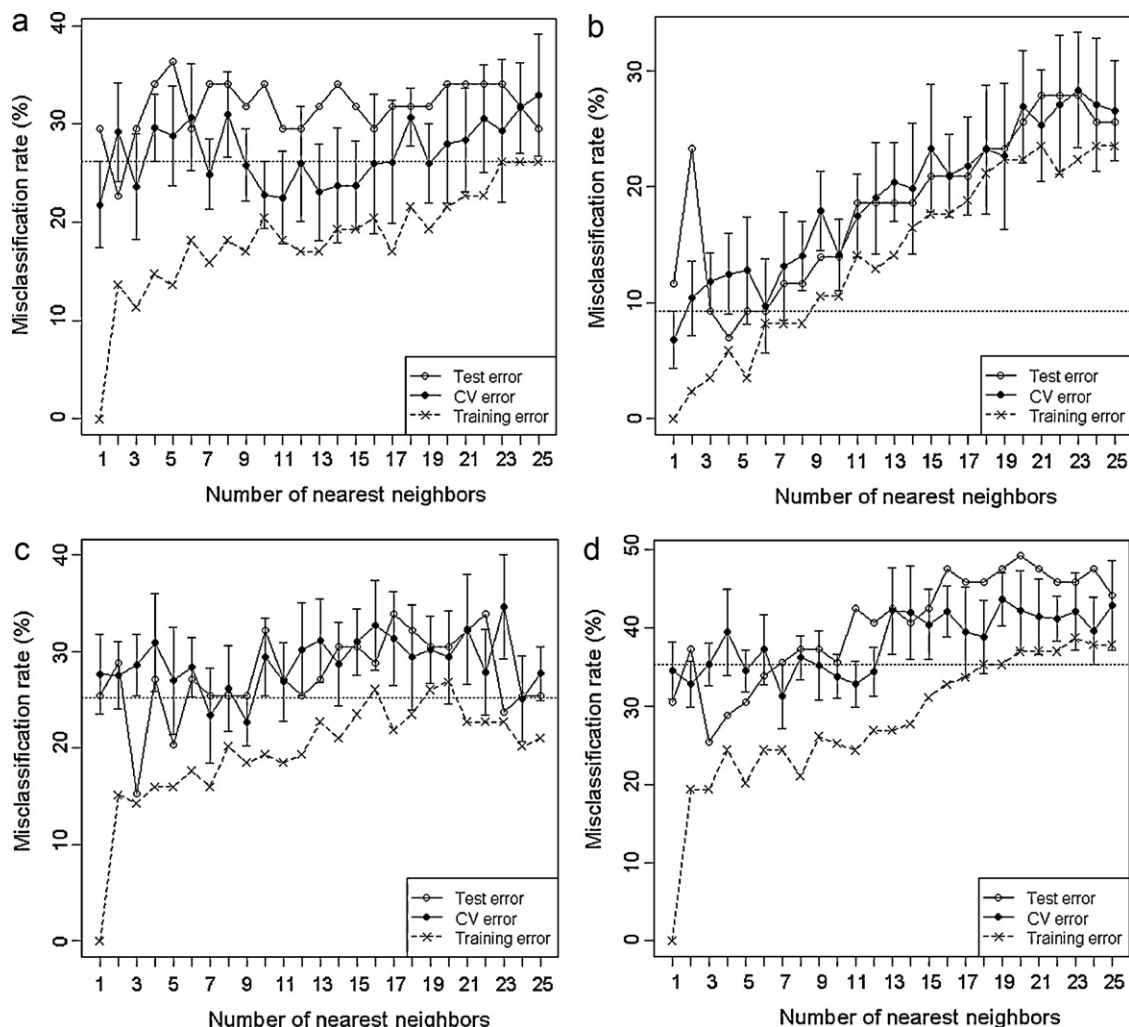 a
Misclassification rate (%)
40
30
20
10
0
Test error
CV error
Training error
1 3 5 7 9 11 13 15 17 19 21 23 25
Number of nearest neighbors
b
Misclassification rate (%)
30
20
10
0
Test error
CV error
Training error
1 3 5 7 9 11 13 15 17 19 21 23 25
Number of nearest neighbors
c
Misclassification rate (%)
40
30
20
10
0
Test error
CV error
Training error
1 3 5 7 9 11 13 15 17 19 21 23 25
Number of nearest neighbors
d
Misclassification rate (%)
50
40
30
20
10
0
Test error
CV error
Training error
1 3 5 7 9 11 13 15 17 19 21 23 25
Number of nearest neighbors